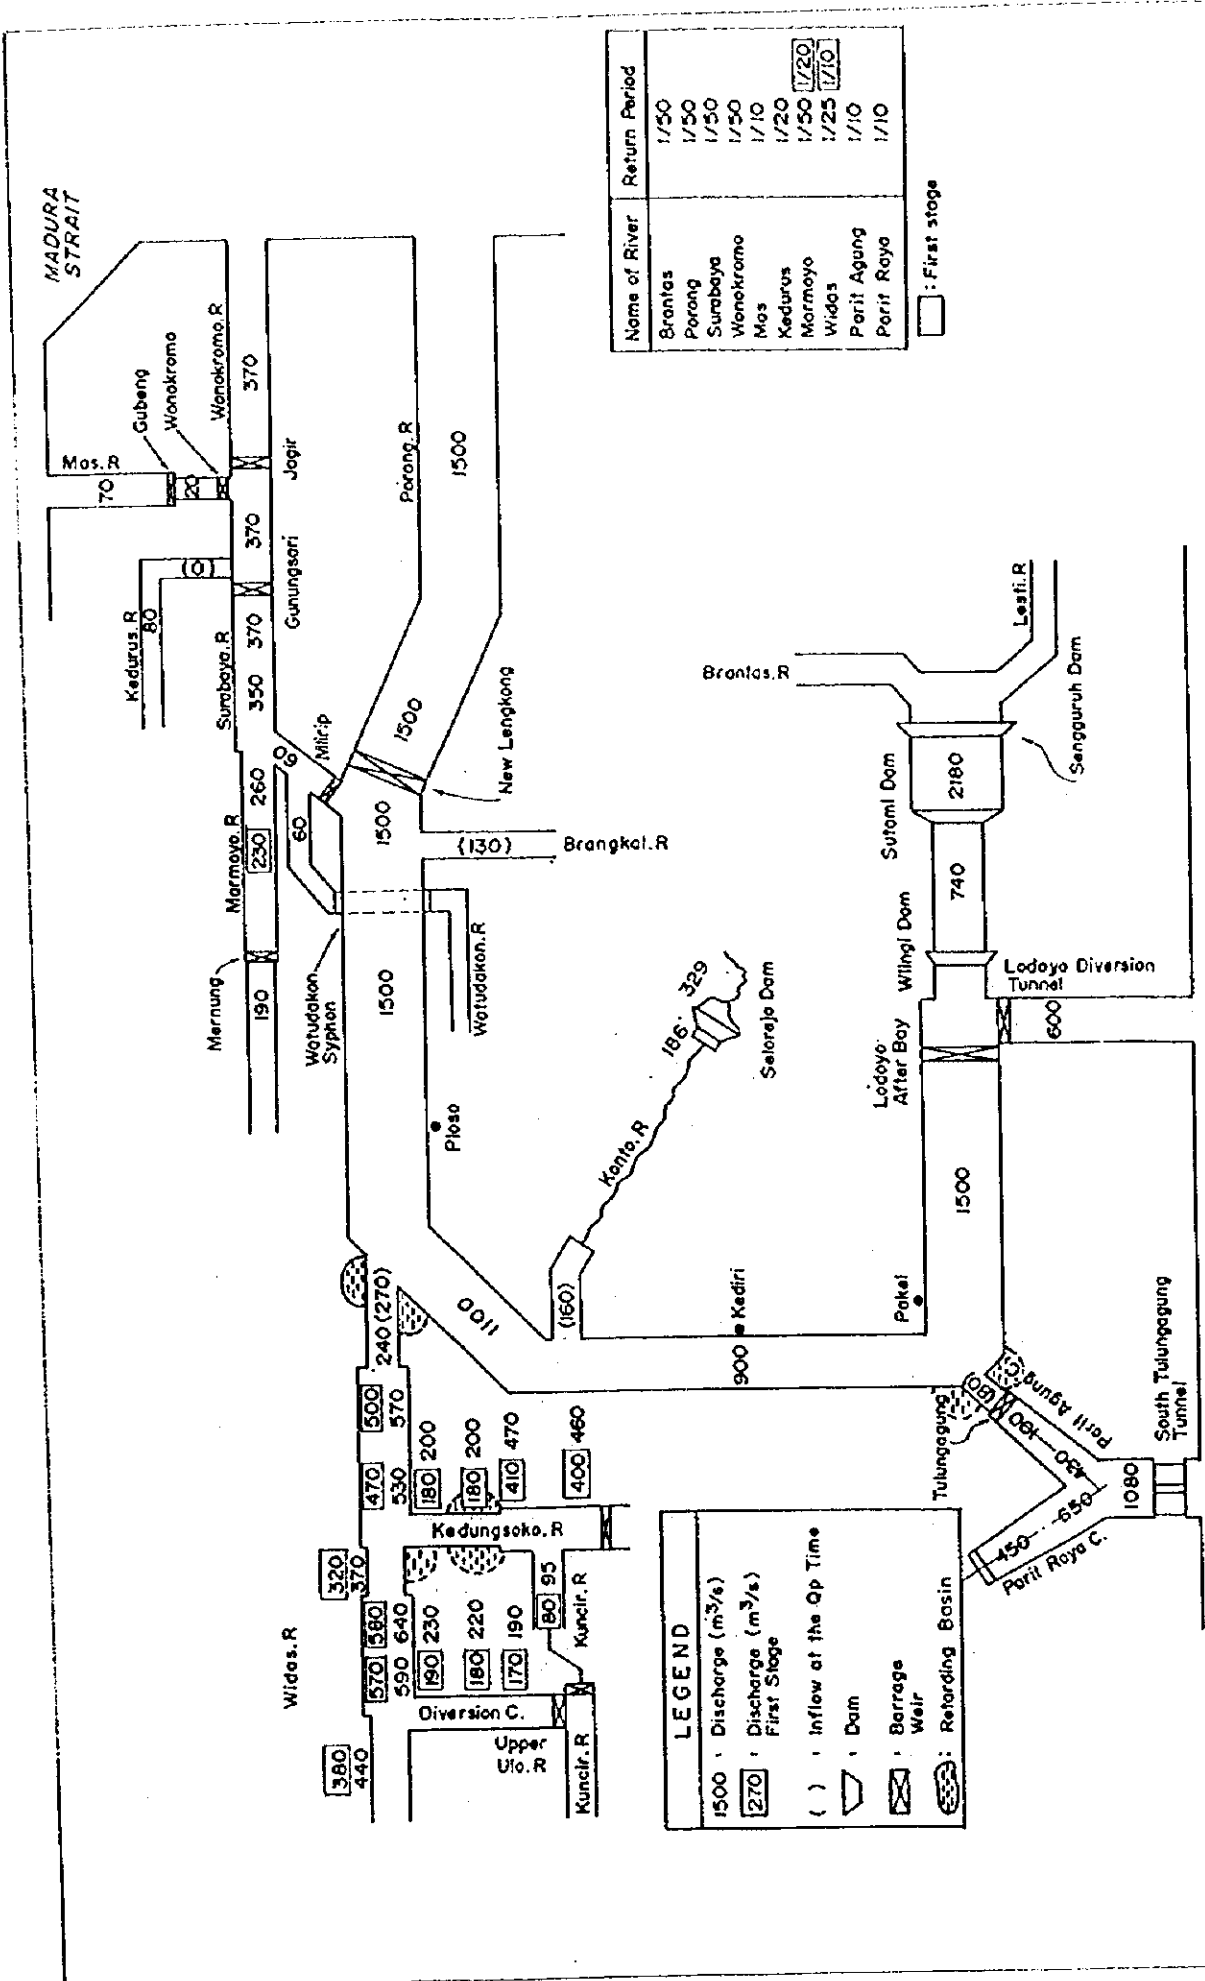 MADURA
STRAIT
Mas.R
70
Gubeng
Wonokromo
20
Wonokromo.R
370
Jagir
370
Gunungsari
Kedurus.R
80
(0)
Surabaya.R
370
350
Marmoyo.R
260
230
Mernung
190
60
Mlirip
60
Porong.R
1500
1500
New Lengkong
1500
(130)
Brangkal.R
Watudakon
Syphon
Watudakon.R
1500
Ploso
Konto.R
186
329
Selorejo Dam
(160)
1100
240 (270)
Kediri
900
Pakel
1500
Lodoyo
After Bay
Wlingi Dam
Lodoyo Diversion
Tunnel
600
740
Sutami Dam
2180
Sengguruh Dam
Brantas.R
Lesti.R
Tulungagung
(80)
190
430
Parit Agung C.
450
650
Parit Raya C.
1080
South Tulungagung
Tunnel
Widas.R
380
440
570 580
590 640
320
370
470 500
530 570
Diversion C.
190 230
180 220
170 190
Kedungsoko.R
180 200
180 200
410 470
400 460
80 95
Kuncir.R
Upper
Ulo.R
Kuncir.R
Name of River Return Period
Brantas 1/50
Porong 1/50
Surabaya 1/50
Wonokromo 1/50
Mas 1/10
Kedurus 1/20
Marmoyo 1/50 1/20
Widas 1/25 1/10
Parit Agung 1/10
Parit Raya 1/10
: First stage
LEGEND
1500 : Discharge (m³/s)
270 : Discharge (m³/s)
First Stage
( ) : Inflow at the Qp Time
: Dam
: Barrage
Weir
: Retarding Basin